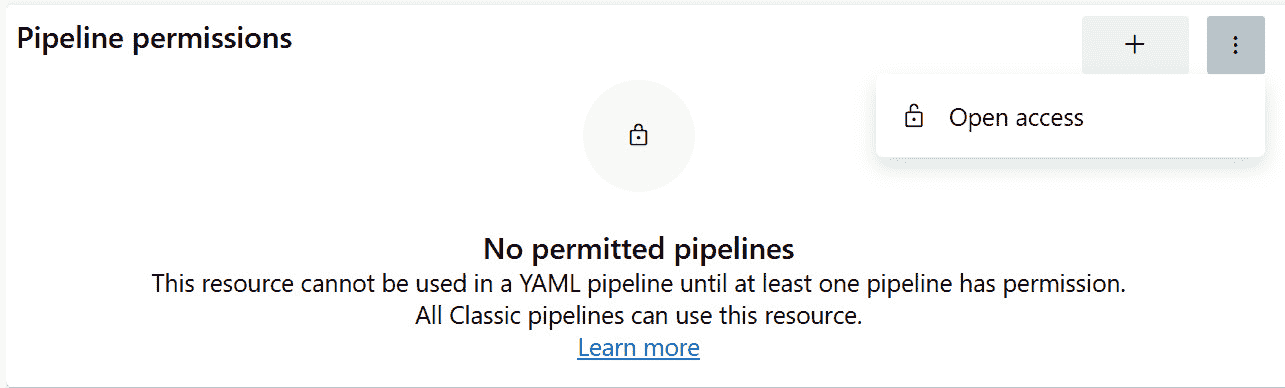 Pipeline permissions
+
Open access
No permitted pipelines
This resource cannot be used in a YAML pipeline until at least one pipeline has permission.
All Classic pipelines can use this resource.
Learn more